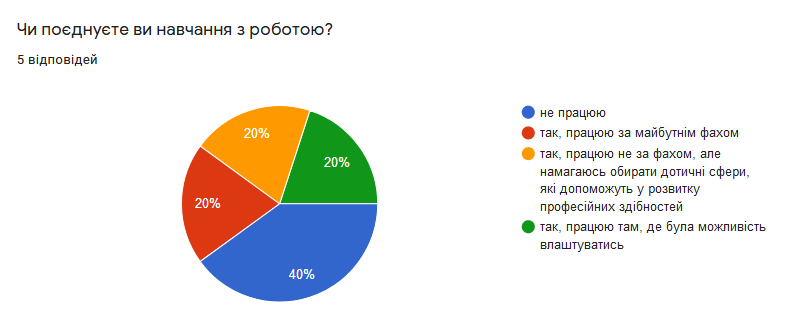 Чи поєднуєте ви навчання з роботою?
5 відповідей
не працюю
так, працюю за майбутнім фахом
так, працюю не за фахом, але
намагаюсь обирати дотичні сфери,
які допоможуть у розвитку
професійних здібностей
так, працюю там, де була можливість
влаштуватись
20%
20%
20%
40%